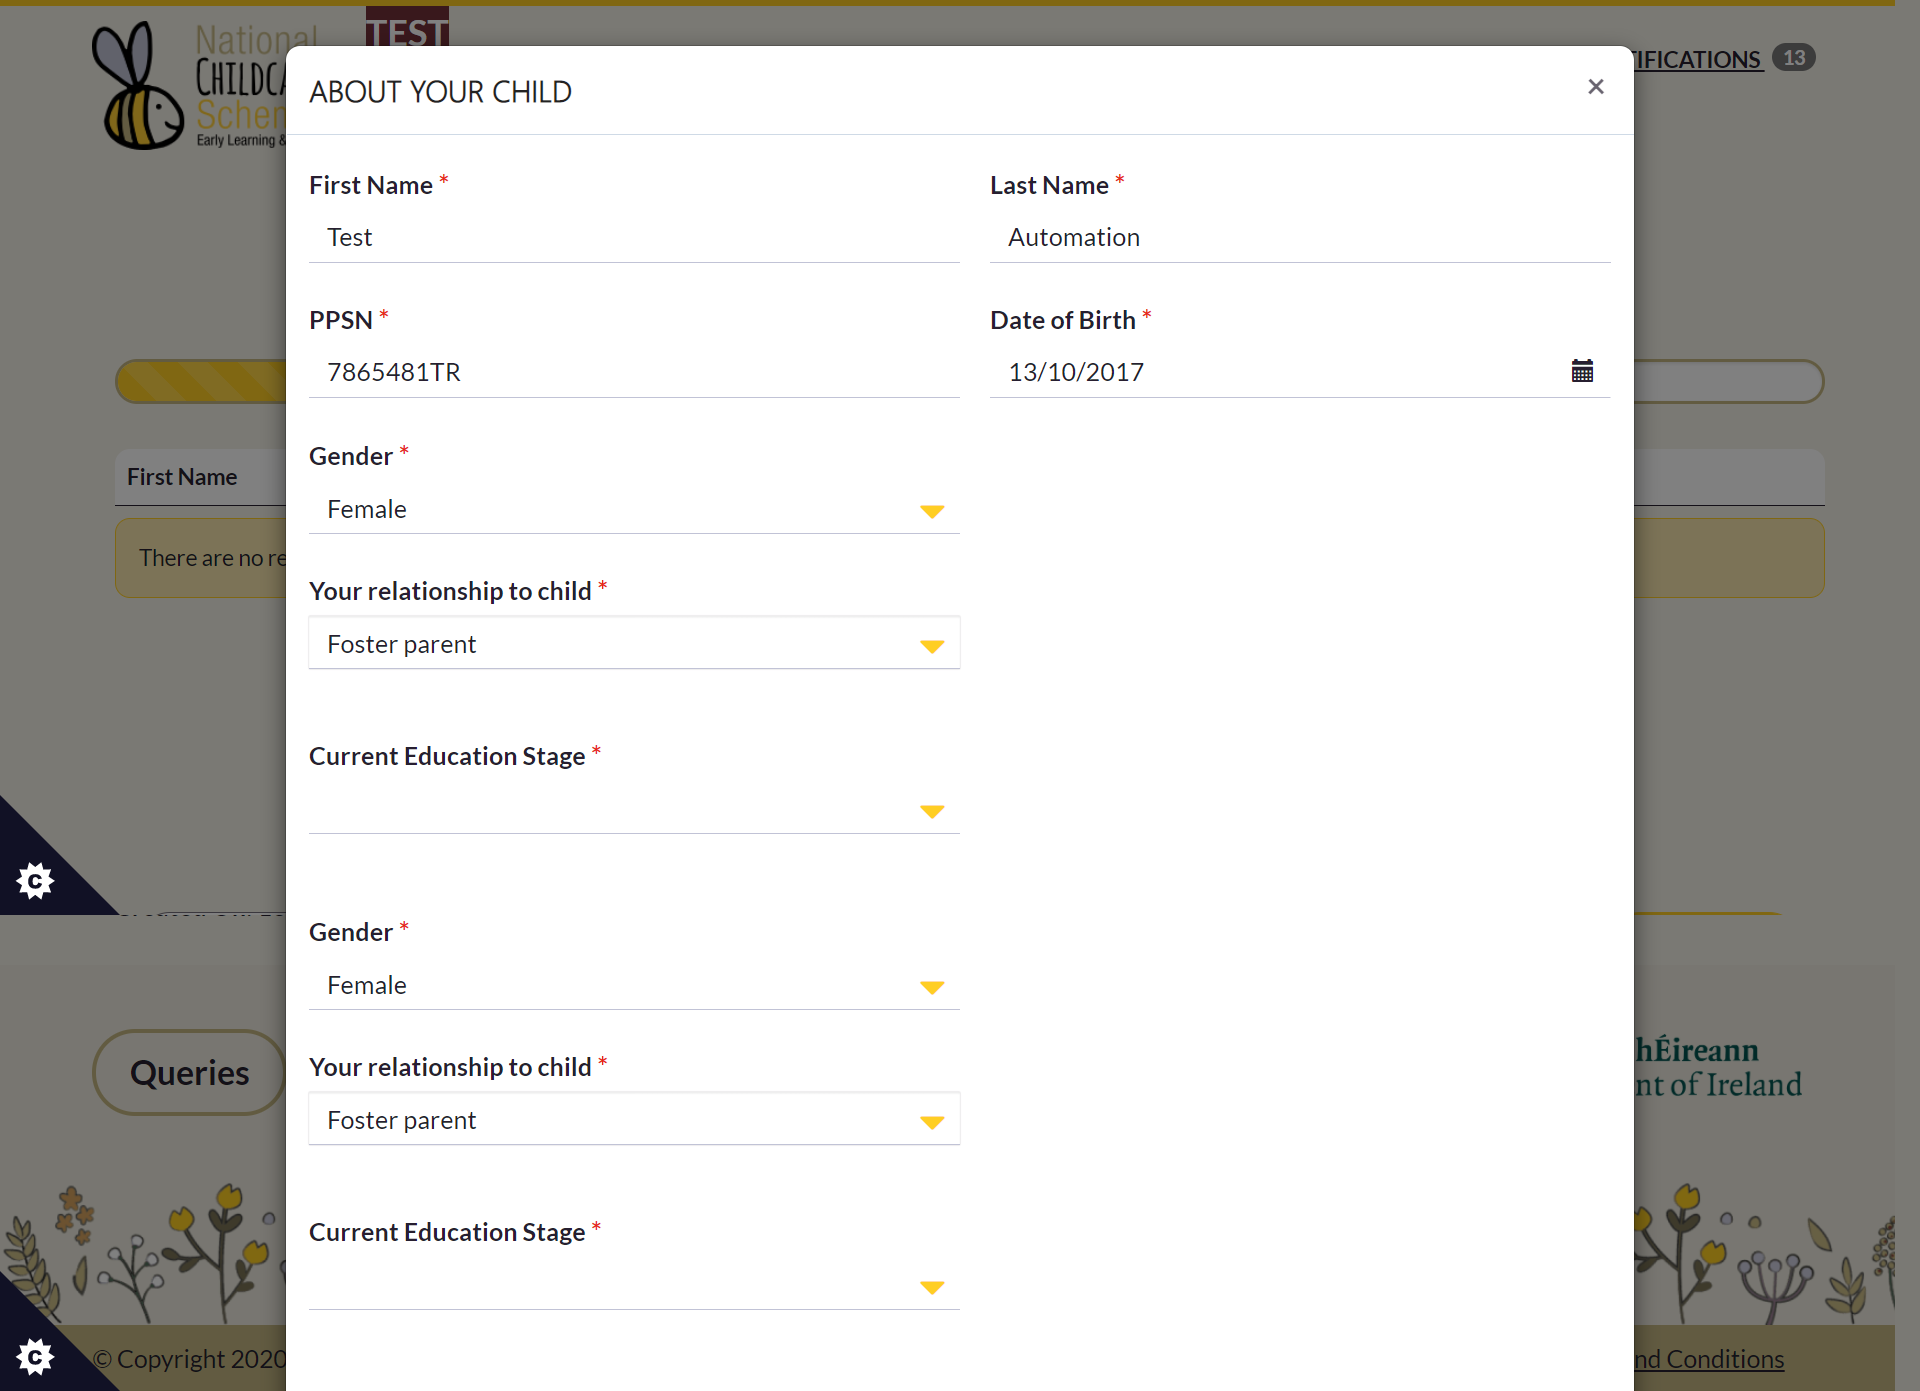 National
CHILDCA
Schem
Early Learning &
TEST
TIFICATIONS 13
ABOUT YOUR CHILD
×
First Name *
Last Name *
Test
Automation
PPSN *
Date of Birth *
7865481TR
13/10/2017
Gender *
First Name
Female
There are no re
Your relationship to child *
Foster parent
Current Education Stage *
Gender *
Female
Queries
Your relationship to child *
hÉireann
nt of Ireland
Foster parent
Current Education Stage *
© Copyright 2020
nd Conditions